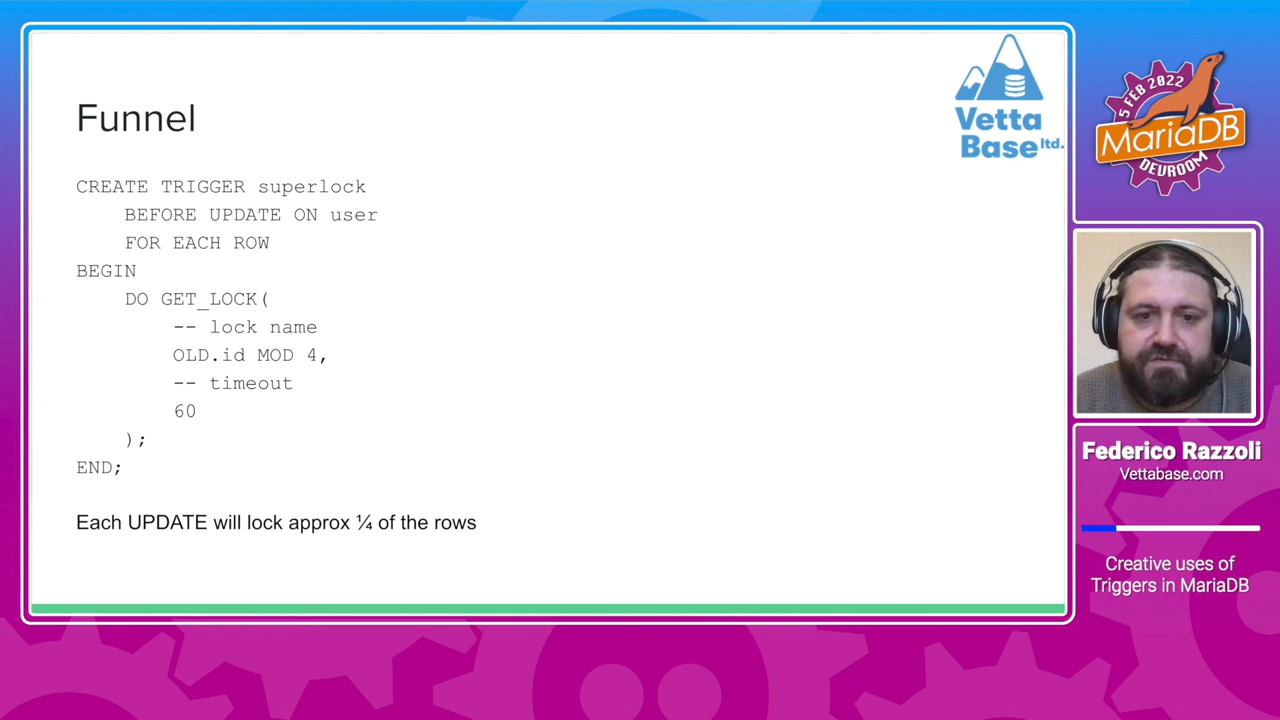 Funnel
CREATE TRIGGER superlock
BEFORE UPDATE ON user
FOR EACH ROW
BEGIN
DO GET_LOCK(
-- lock name
OLD.id MOD 4,
-- timeout
60
);
END;
Each UPDATE will lock approx ¼ of the rows
Vetta
Base ltd.
5 FEB 2022
MariaDB
DEVROOM
Federico Razzoli
Vettabase.com
Creative uses of
Triggers in MariaDB